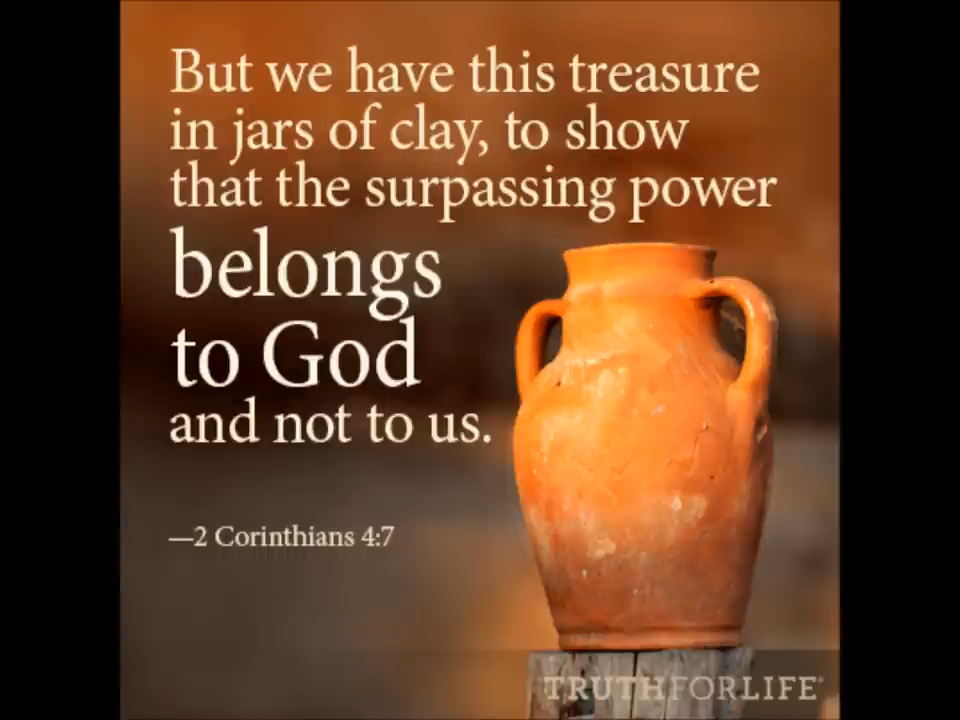 But we have this treasure
in jars of clay, to show
that the surpassing power
belongs
to God
and not to us.
—2 Corinthians 4:7
TRUTHFORLIFE®